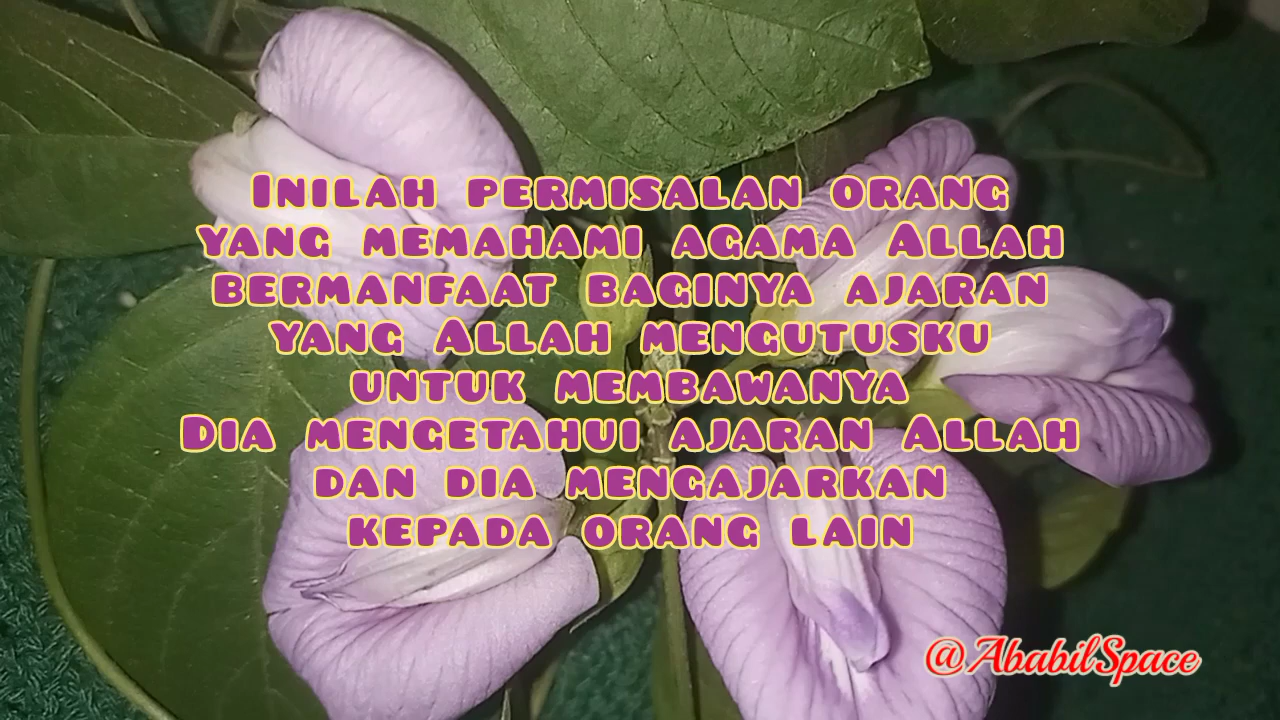 Inilah permisalan orang
yang memahami agama Allah
bermanfaat baginya ajaran
yang Allah mengutusku
untuk membawanya
Dia mengetahui ajaran Allah
dan dia mengajarkan
kepada orang lain
@AbabilSpace